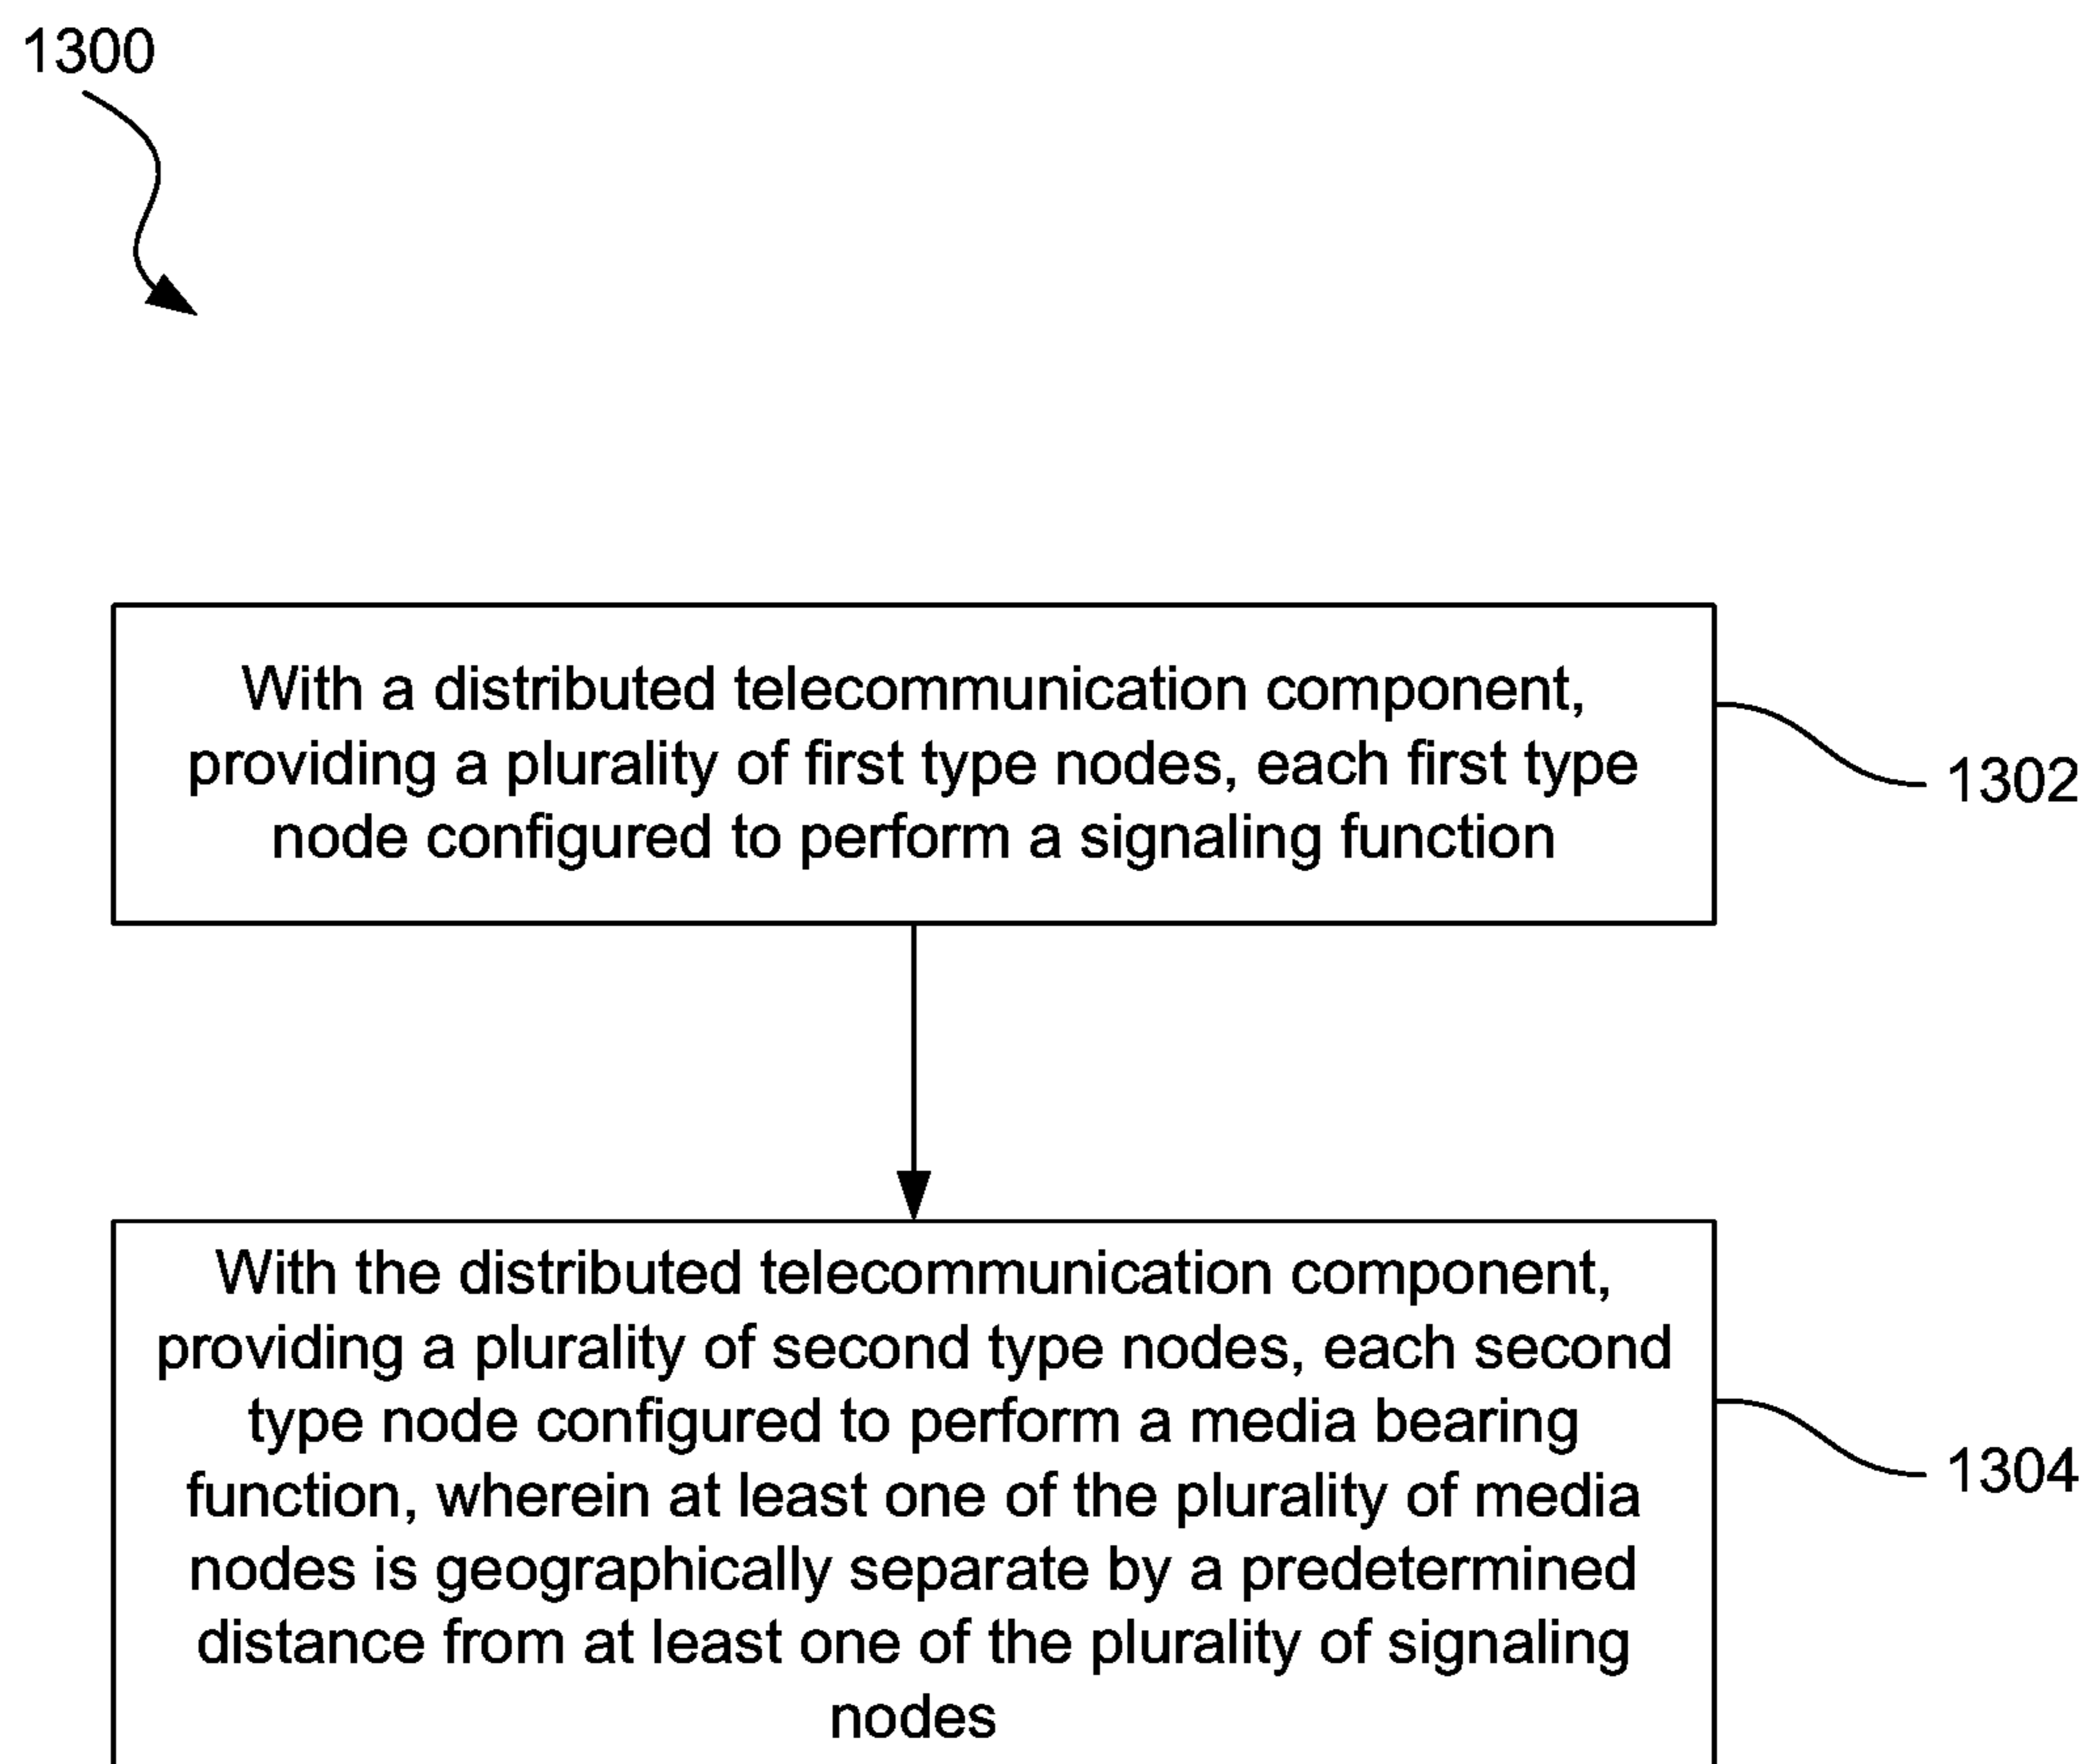 1300
With a distributed telecommunication component,
providing a plurality of first type nodes, each first type
node configured to perform a signaling function
1302
With the distributed telecommunication component,
providing a plurality of second type nodes, each second
type node configured to perform a media bearing
function, wherein at least one of the plurality of media
nodes is geographically separate by a predetermined
distance from at least one of the plurality of signaling
nodes
1304